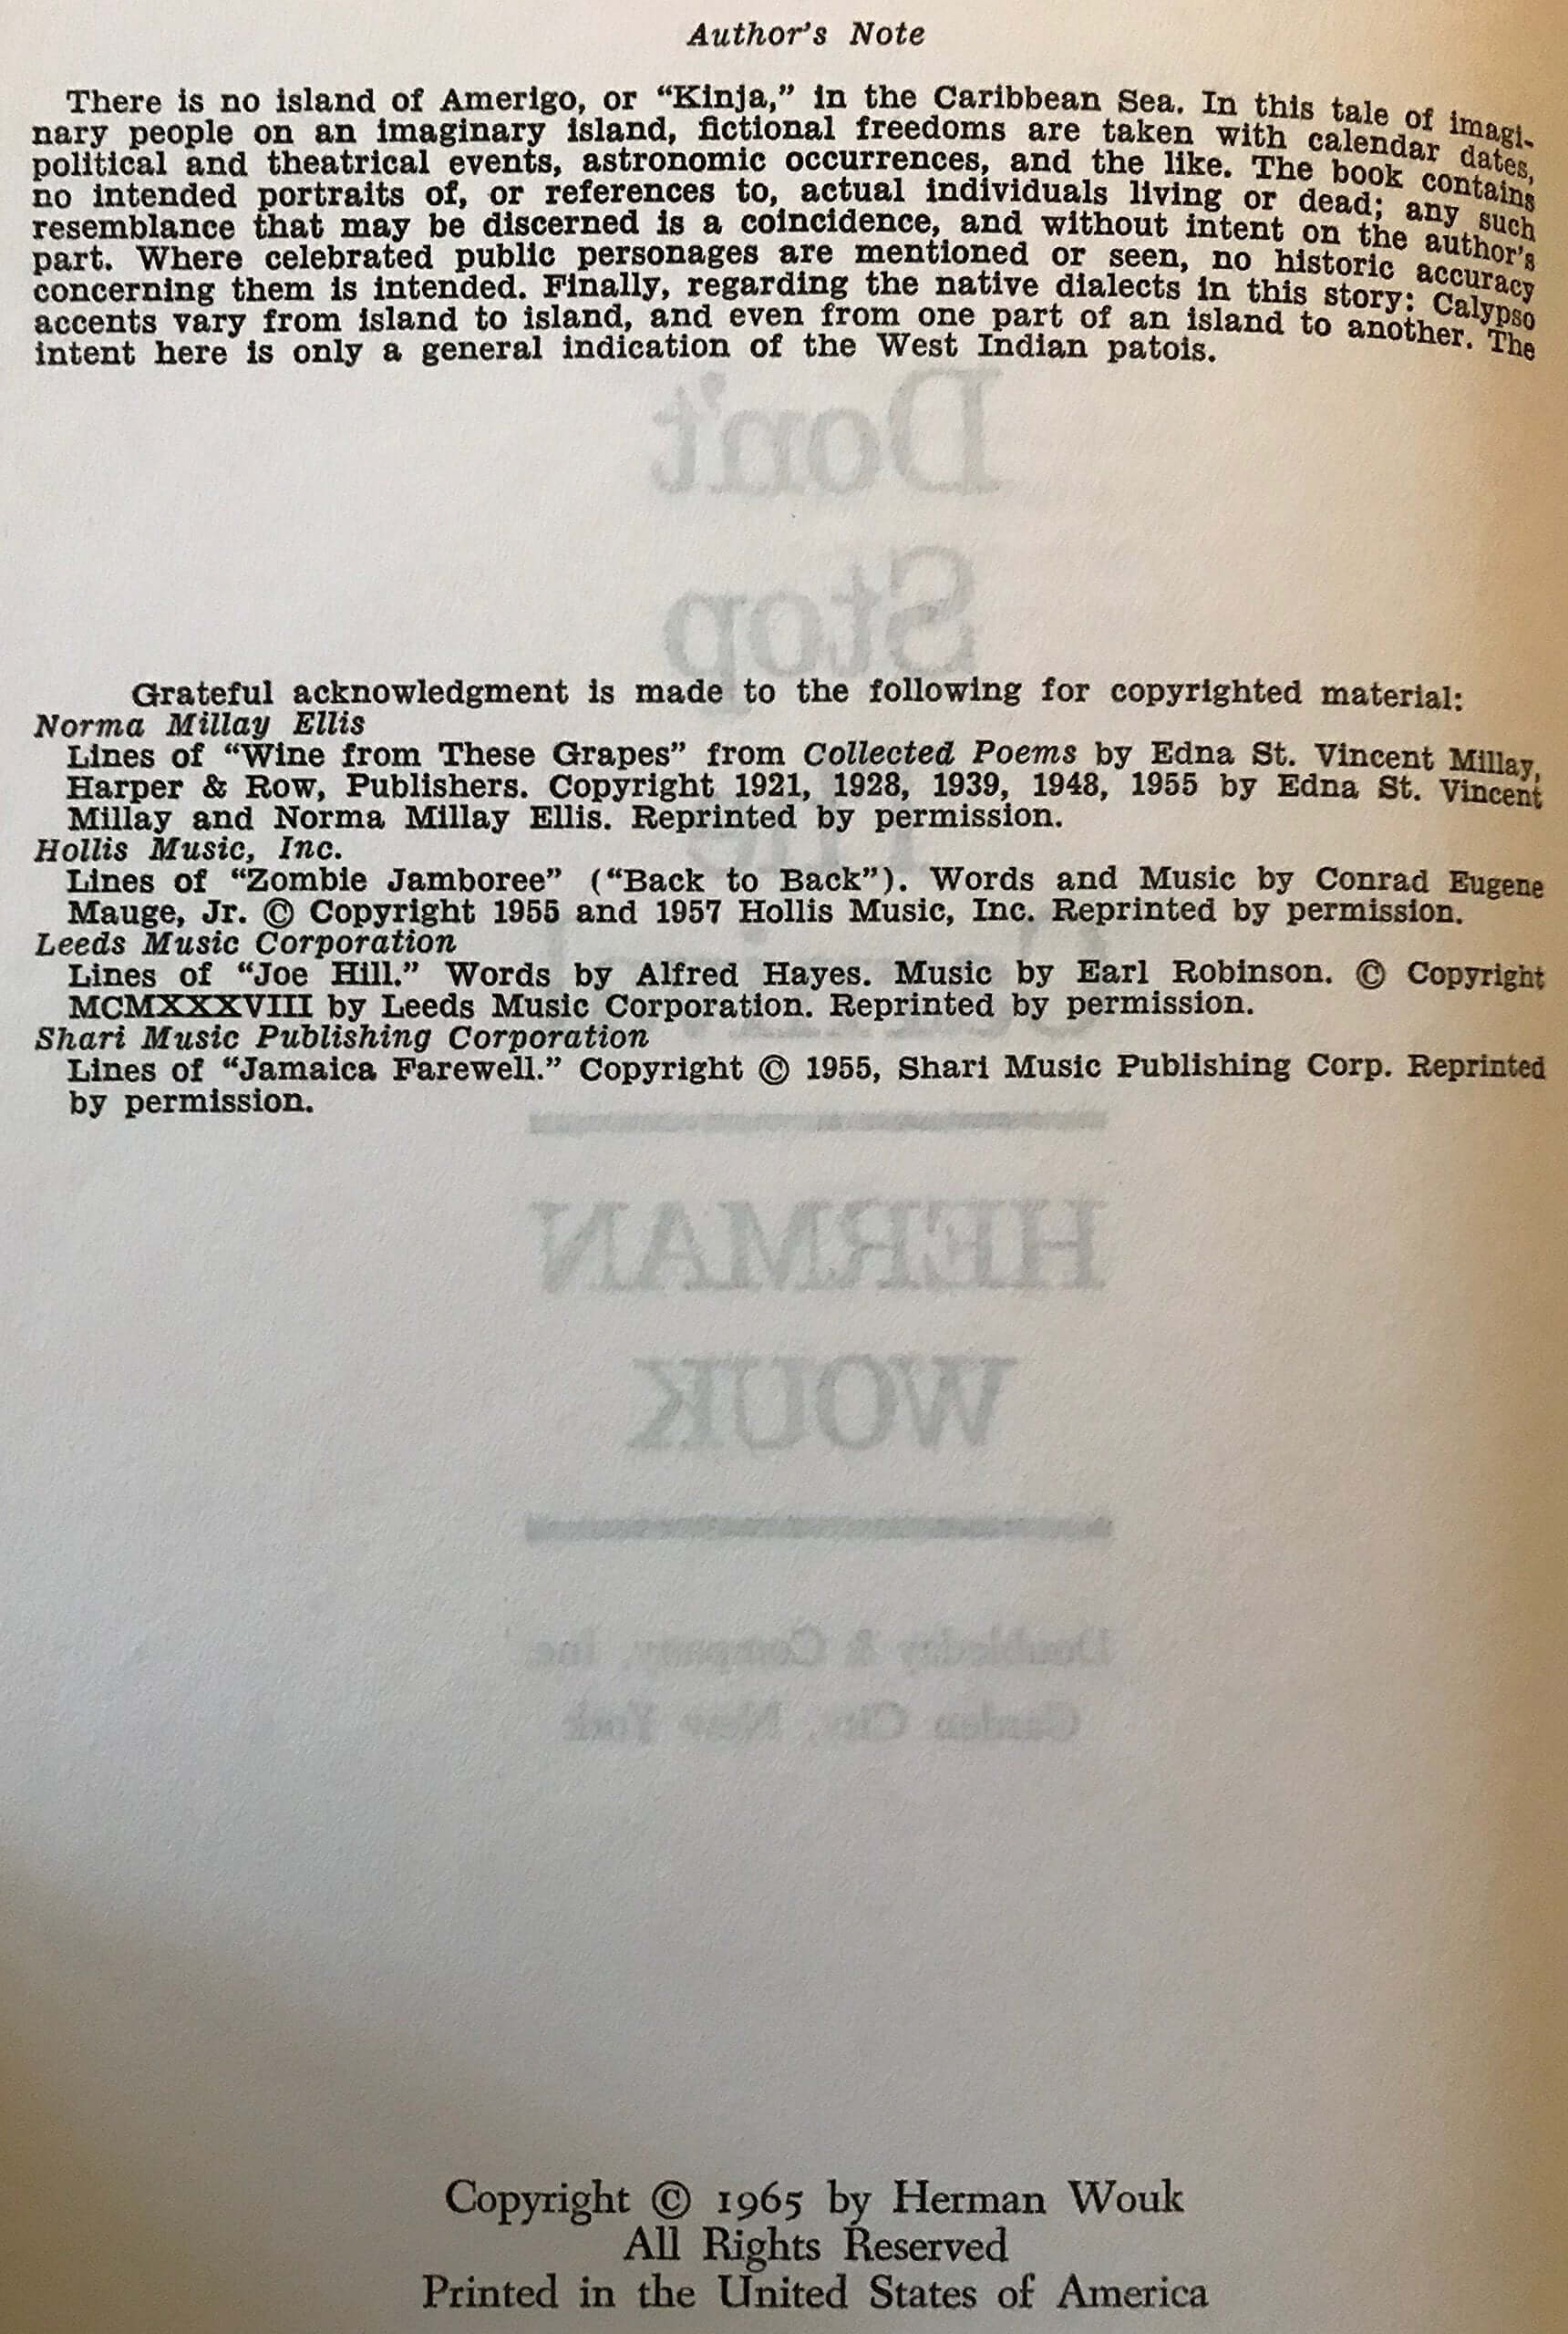 Author's Note
There is no island of Amerigo, or “Kinja,” in the Caribbean Sea. In this tale of imagi-
nary people on an imaginary island, fictional freedoms are taken with calendar dates,
political and theatrical events, astronomic occurrences, and the like. The book contains
no intended portraits of, or references to, actual individuals living or dead; any such
resemblance that may be discerned is a coincidence, and without intent on the author's
part. Where celebrated public personages are mentioned or seen, no historic accuracy
concerning them is intended. Finally, regarding the native dialects in this story: Calypso
accents vary from island to island, and even from one part of an island to another. The
intent here is only a general indication of the West Indian patois.
Don't
Stop
Grateful acknowledgment is made to the following for copyrighted material:
Norma Millay Ellis
Lines of “Wine from These Grapes” from Collected Poems by Edna St. Vincent Millay,
Harper & Row, Publishers. Copyright 1921, 1928, 1939, 1948, 1955 by Edna St. Vincent
Millay and Norma Millay Ellis. Reprinted by permission.
Hollis Music, Inc.
Lines of “Zombie Jamboree” (“Back to Back”). Words and Music by Conrad Eugene
Mauge, Jr. © Copyright 1955 and 1957 Hollis Music, Inc. Reprinted by permission.
Leeds Music Corporation
Lines of “Joe Hill.” Words by Alfred Hayes. Music by Earl Robinson. © Copyright
MCMXXXVIII by Leeds Music Corporation. Reprinted by permission.
Shari Music Publishing Corporation
Lines of “Jamaica Farewell.” Copyright © 1955, Shari Music Publishing Corp. Reprinted
by permission.
HERMAN
WOUK
Doubleday & Company, Inc.
Garden City, New York
Copyright © 1965 by Herman Wouk
All Rights Reserved
Printed in the United States of America